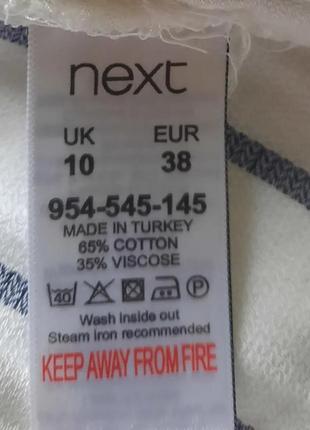 next
UK EUR
10 38
954-545-145
MADE IN TURKEY
65% COTTON
35% VISCOSE
40 P
Wash inside out
Steam iron recommended
KEEP AWAY FROM FIRE